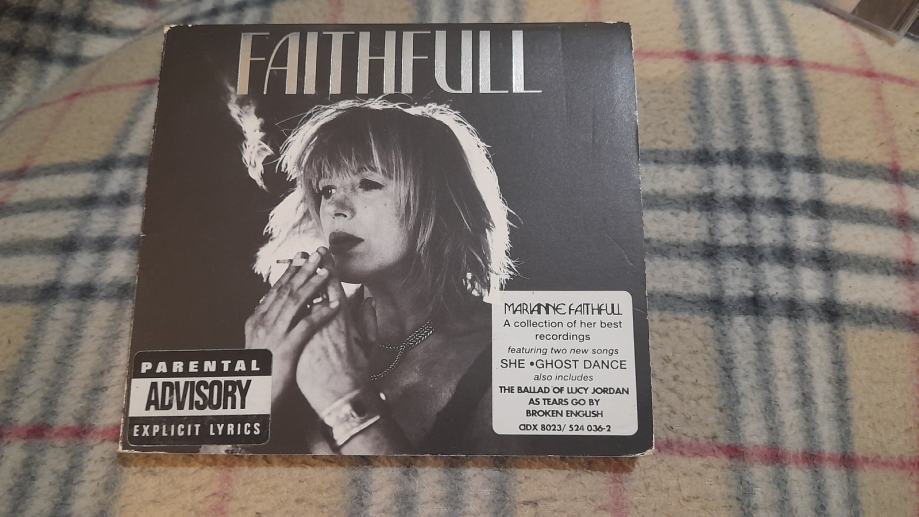 FAITHFULL
MARIANNE FAITHFULL
A collection of her best
recordings
featuring two new songs
SHE • GHOST DANCE
also includes
THE BALLAD OF LUCY JORDAN
AS TEARS GO BY
BROKEN ENGLISH
CIDX 8023/ 524 036-2
PARENTAL
ADVISORY
EXPLICIT LYRICS